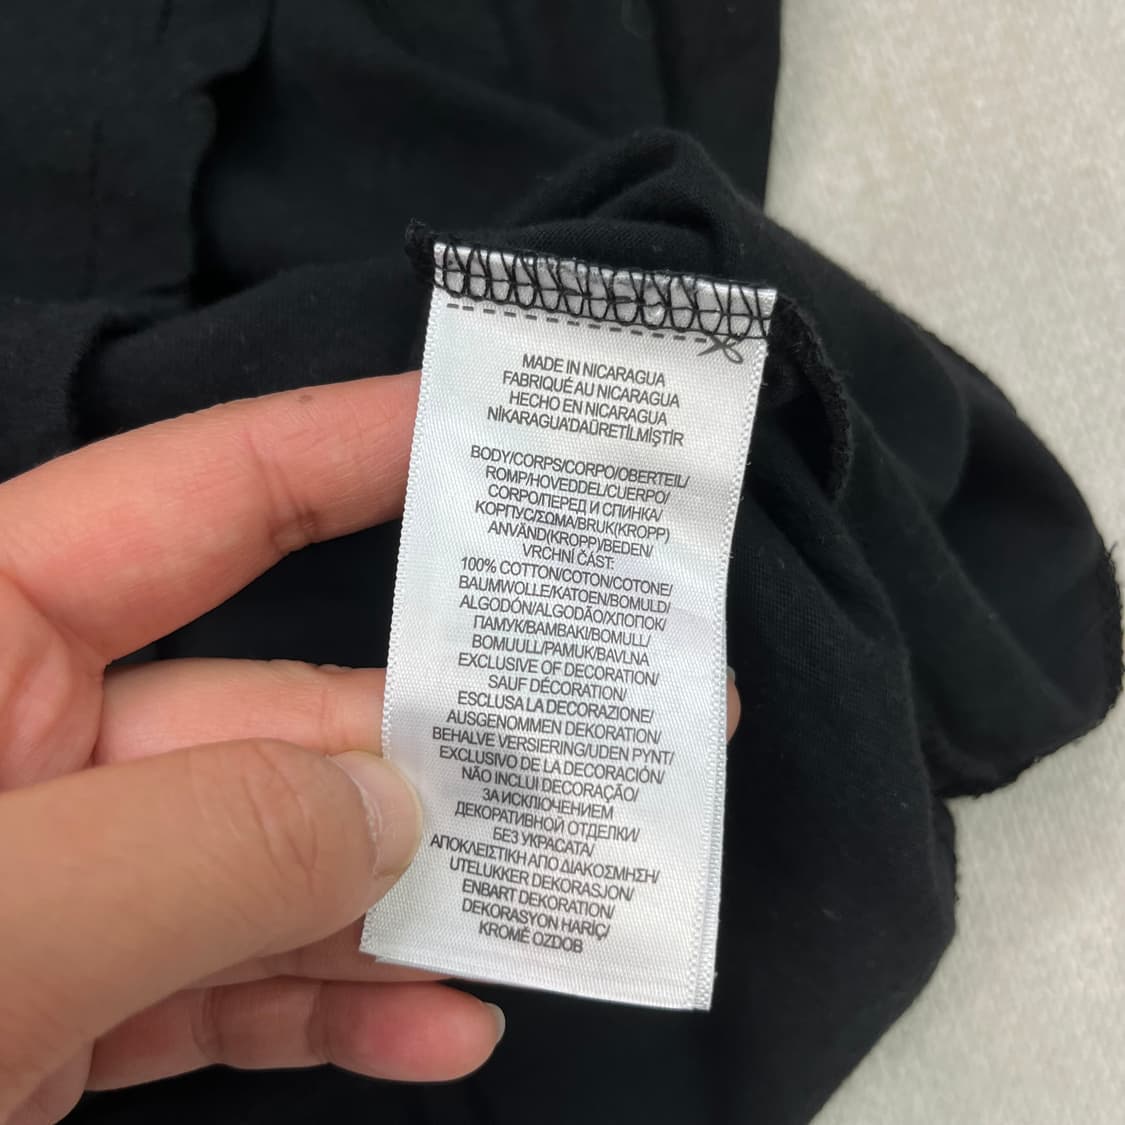 MADE IN NICARAGUA
FABRIQUÉ AU NICARAGUA
HECHO EN NICARAGUA
NİKARAGUA'DAÜRETİLMİŞTİR
BODY/CORPS/CORPO/OBERTEIL/
ROMP/HOVEDDEL/CUERPO/
CORPO/ПЕРЕД И СПИНКА/
КОРПУС/ΣΩΜΑ/BRUK(KROPP)
ANVÄND(KROPP)/BEDEN/
VRCHNÍ ČÁST:
100% COTTON/COTON/COTONE/
BAUMWOLLE/KATOEN/BOMULD/
ALGODÓN/ALGODÃO/ХЛОПОК/
ПАМУК/ΒΑΜΒΑΚΙ/BOMULL/
BOMUULL/PAMUK/BAVLNA
EXCLUSIVE OF DECORATION/
SAUF DÉCORATION/
ESCLUSA LA DECORAZIONE/
AUSGENOMMEN DEKORATION/
BEHALVE VERSIERING/UDEN PYNT/
EXCLUSIVO DE LA DECORACIÓN/
NÃO INCLUI DECORAÇÃO/
ЗА ИСКЛЮЧЕНИЕМ
ДЕКОРАТИВНОЙ ОТДЕЛКИ/
БЕЗ УКРАСАТА/
ΑΠΟΚΛΕΙΣΤΙΚΗ ΑΠΟ ΔΙΑΚΟΣΜΗΣΗ/
UTELUKKER DEKORASJON/
ENBART DEKORATION/
DEKORASYON HARİÇ/
KROMĚ OZDOB